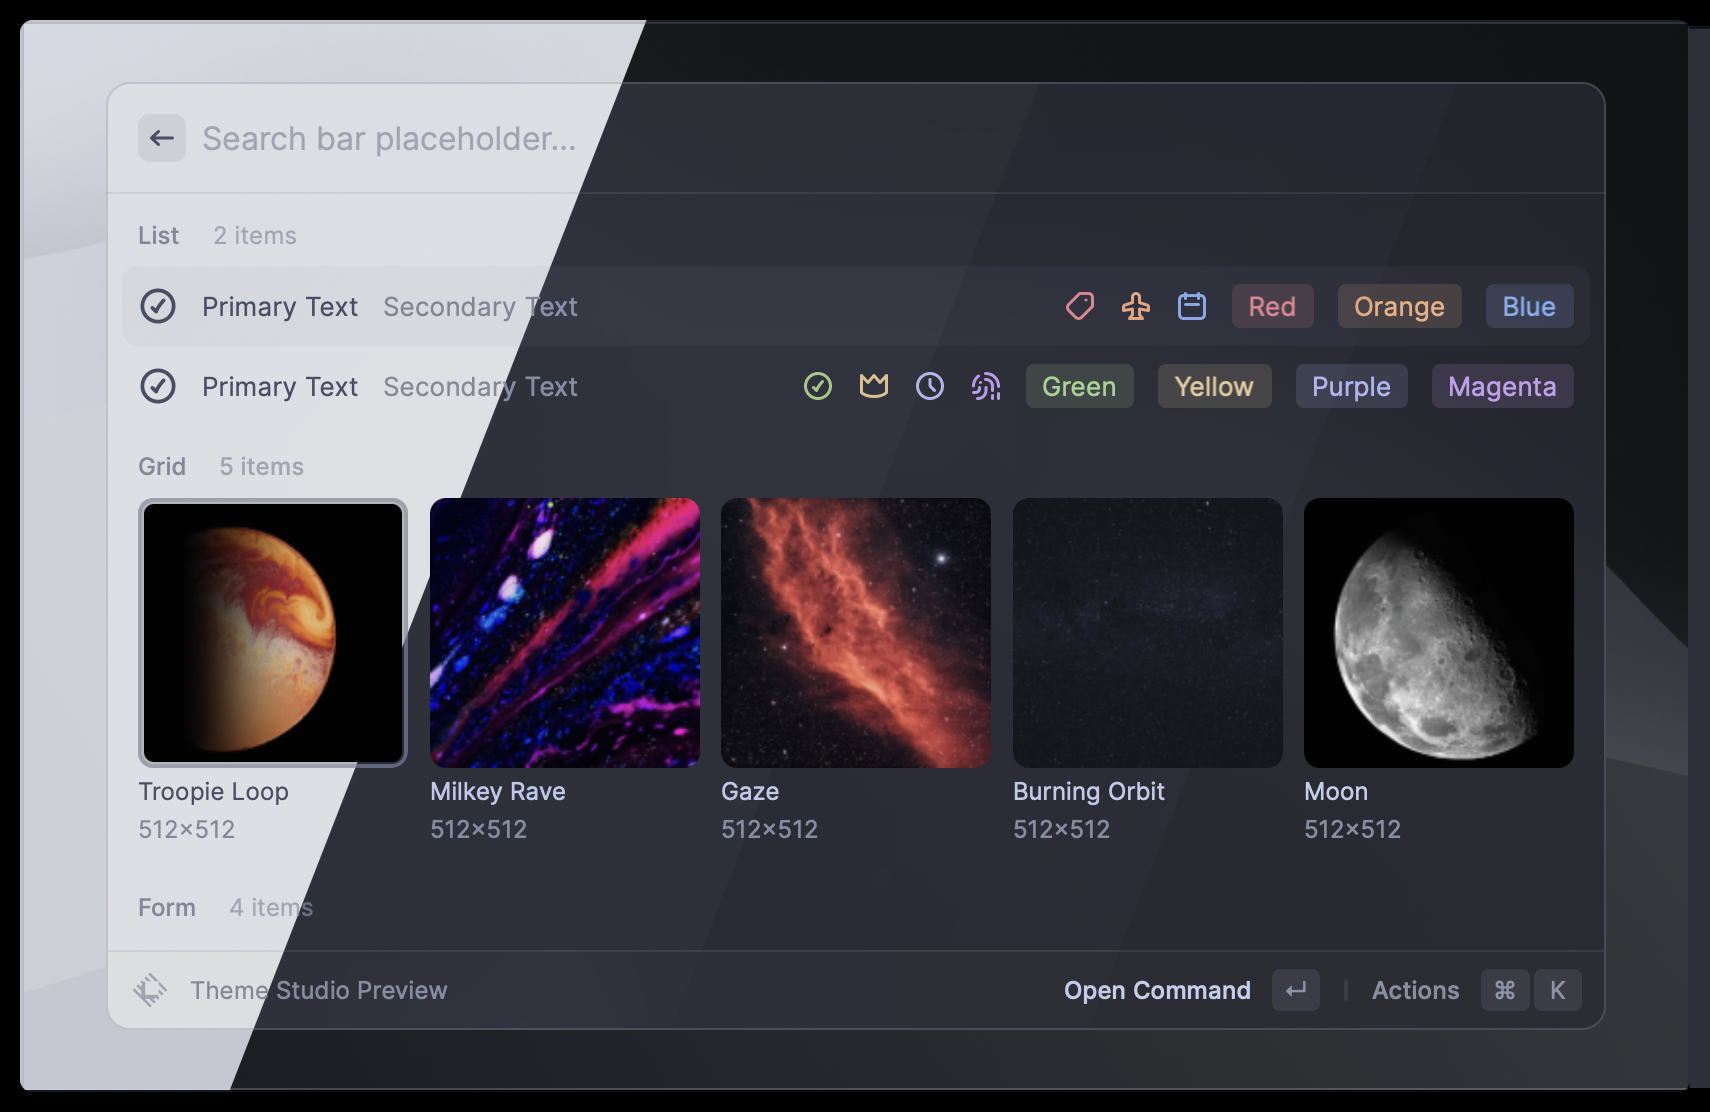 Search bar placeholder...
List 2 items
Primary Text Secondary Text Red Orange Blue
Primary Text Secondary Text Green Yellow Purple Magenta
Grid 5 items
Troopie Loop Milkey Rave Gaze Burning Orbit Moon
512×512 512×512 512×512 512×512 512×512
Form 4 items
Theme Studio Preview Open Command ↵ Actions ⌘ K